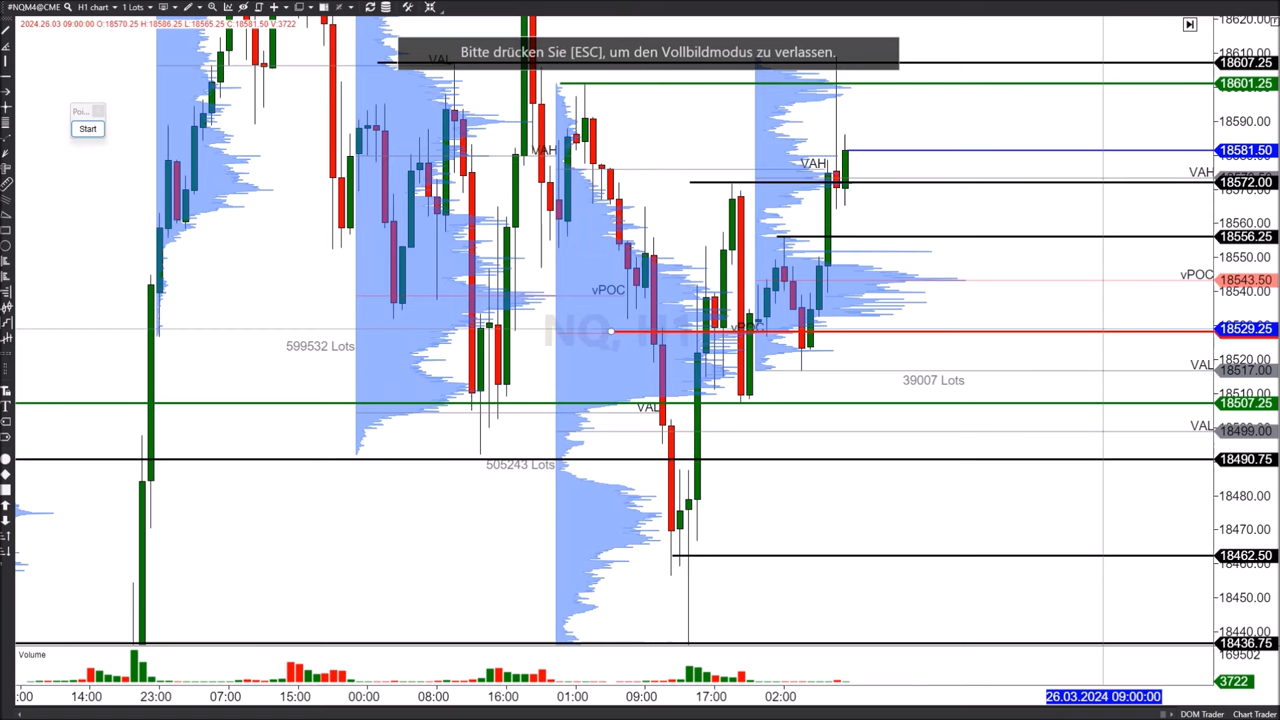 #NQM4@CME H1 chart Lots
2024.26.03 09:00:00 O:18570.25 H:18586.25 L:18565.25 C:18581.50 V:3722
Bitte drücken Sie [ESC], um den Vollbildmodus zu verlassen.
18620.00
VAL
18607.25
18601.25
Poi...
Start
18590.00
VAH
18581.50
VAH
VAH
18572.00
18560.00
18556.25
18550.00
vPOC
18543.50
vPOC
18540.00
NQ, H1
vPOC
18529.25
599532 Lots
18520.00
VAL
18517.00
39007 Lots
18510.00
VAL
18507.25
VAL
18499.00
505243 Lots
18490.75
18480.00
18470.00
18462.50
18450.00
18440.00
18436.75
Volume
169502
3722
:00 14:00 23:00 07:00 15:00 00:00 08:00 16:00 01:00 09:00 17:00 02:00 26.03.2024 09:00:00
DOM Trader Chart Trader